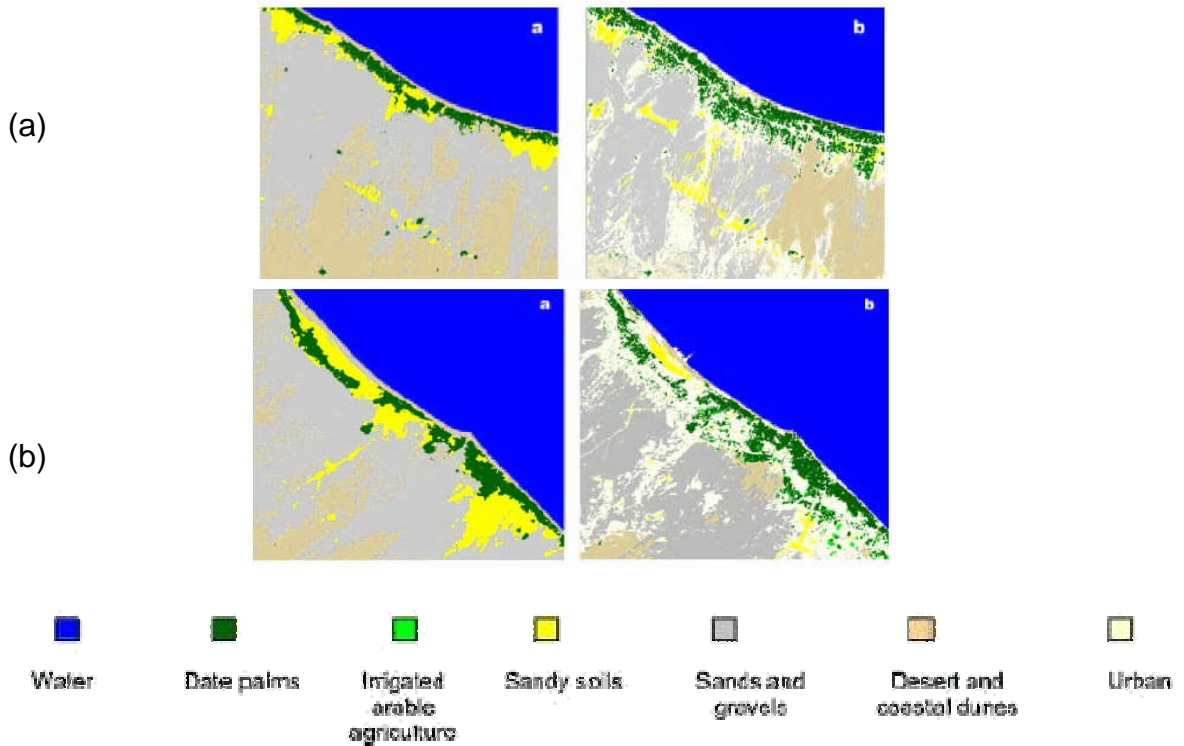 a
b
(a)
a
b
(b)
Water
Date palms
Irrigated
arable
agriculture
Sandy soils
Sands and
gravels
Desert and
coastal dunes
Urban